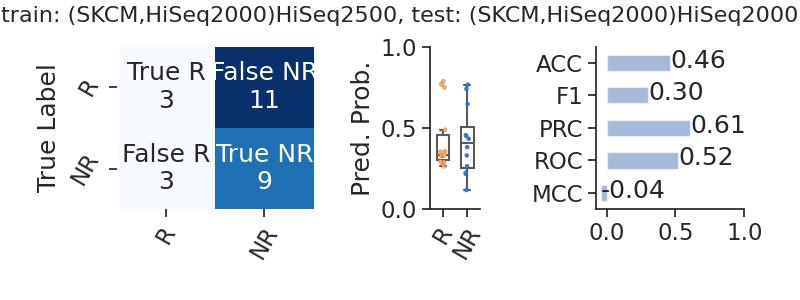 train: (SKCM,HiSeq2000)HiSeq2500, test: (SKCM,HiSeq2000)HiSeq2000
True Label
R
NR
True R
3
False NR
11
False R
3
True NR
9
R
NR
Pred. Prob.
1.0
0.5
0.0
R
NR
ACC
0.46
F1
0.30
PRC
0.61
ROC
0.52
MCC
-0.04
0.0
0.5
1.0